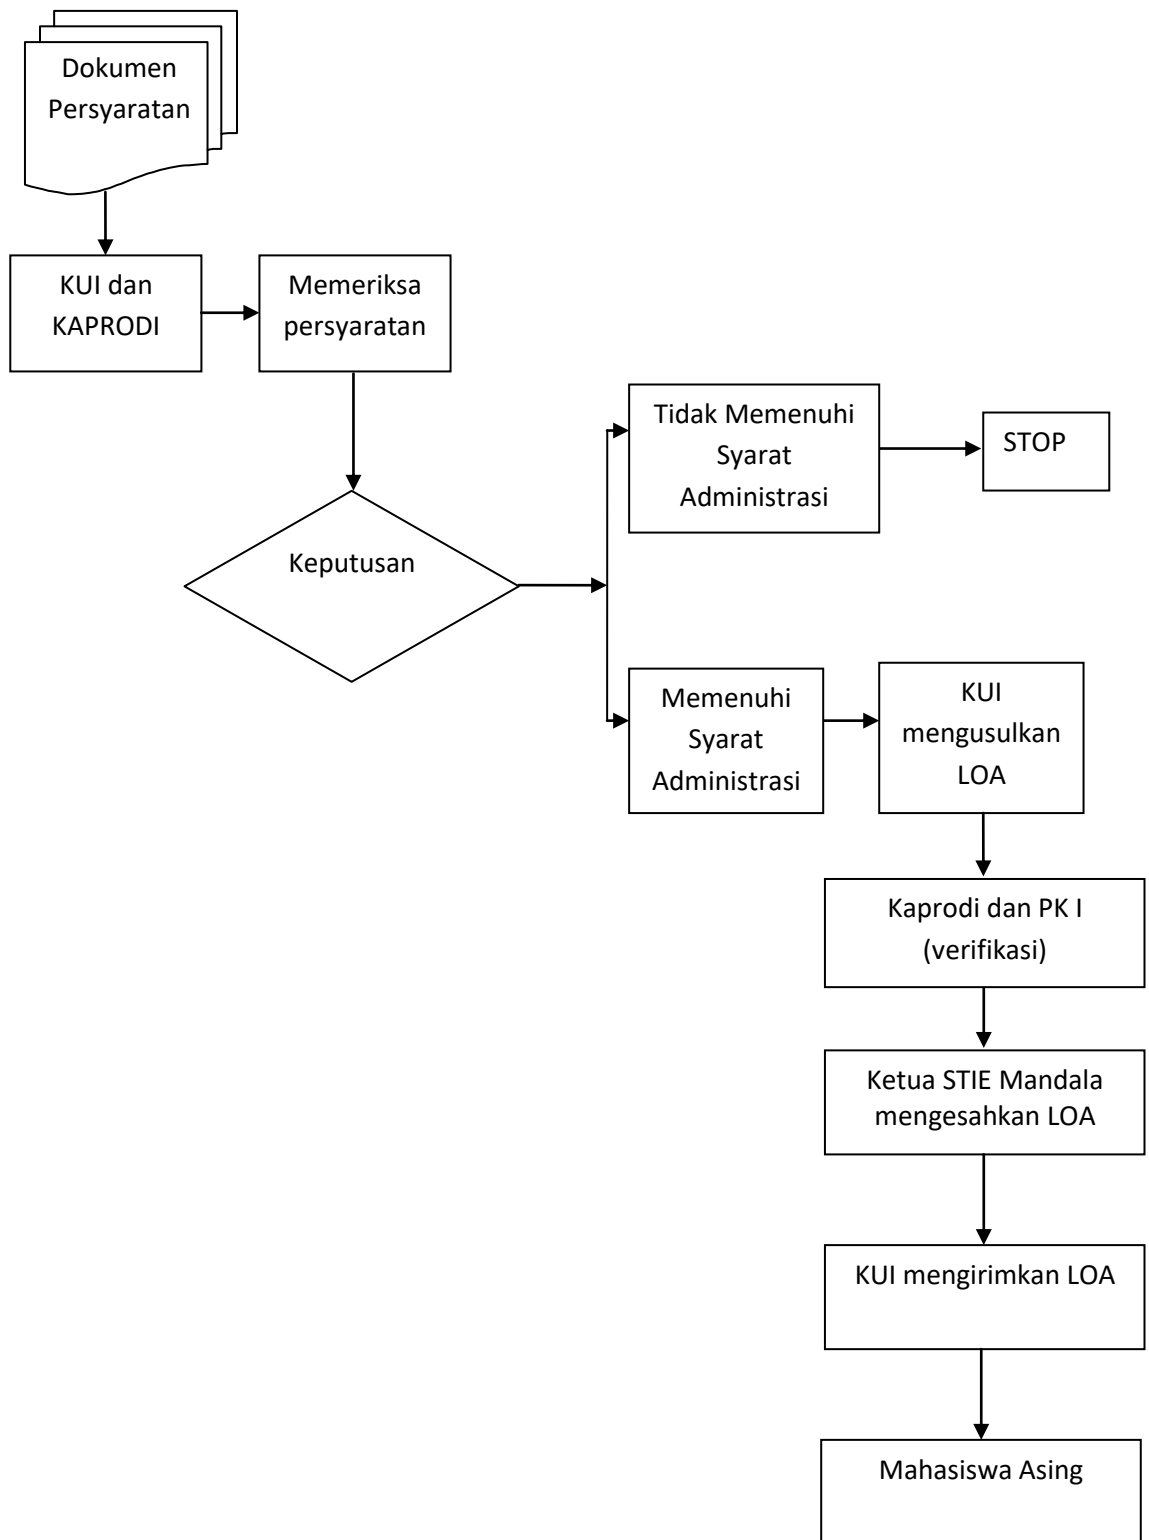 Dokumen
Persyaratan
KUI dan
KAPRODI
Memeriksa
persyaratan
Keputusan
Tidak Memenuhi
Syarat
Administrasi
STOP
Memenuhi
Syarat
Administrasi
KUI
mengusulkan
LOA
Kaprodi dan PK I
(verifikasi)
Ketua STIE Mandala
mengesahkan LOA
KUI mengirimkan LOA
Mahasiswa Asing